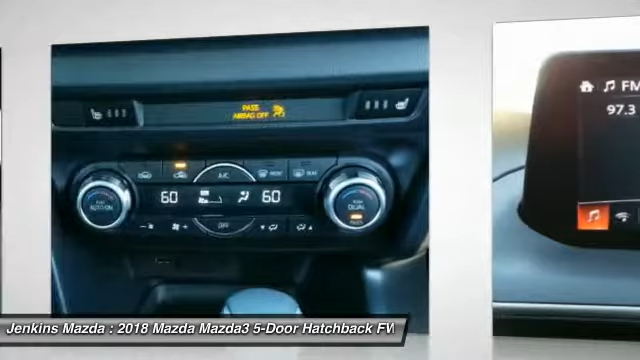 PASS
AIRBAG OFF
A/C
60
60
AUTO·ON
DUAL
OFF
FM
97.3
Jenkins Mazda : 2018 Mazda Mazda3 5-Door Hatchback FW